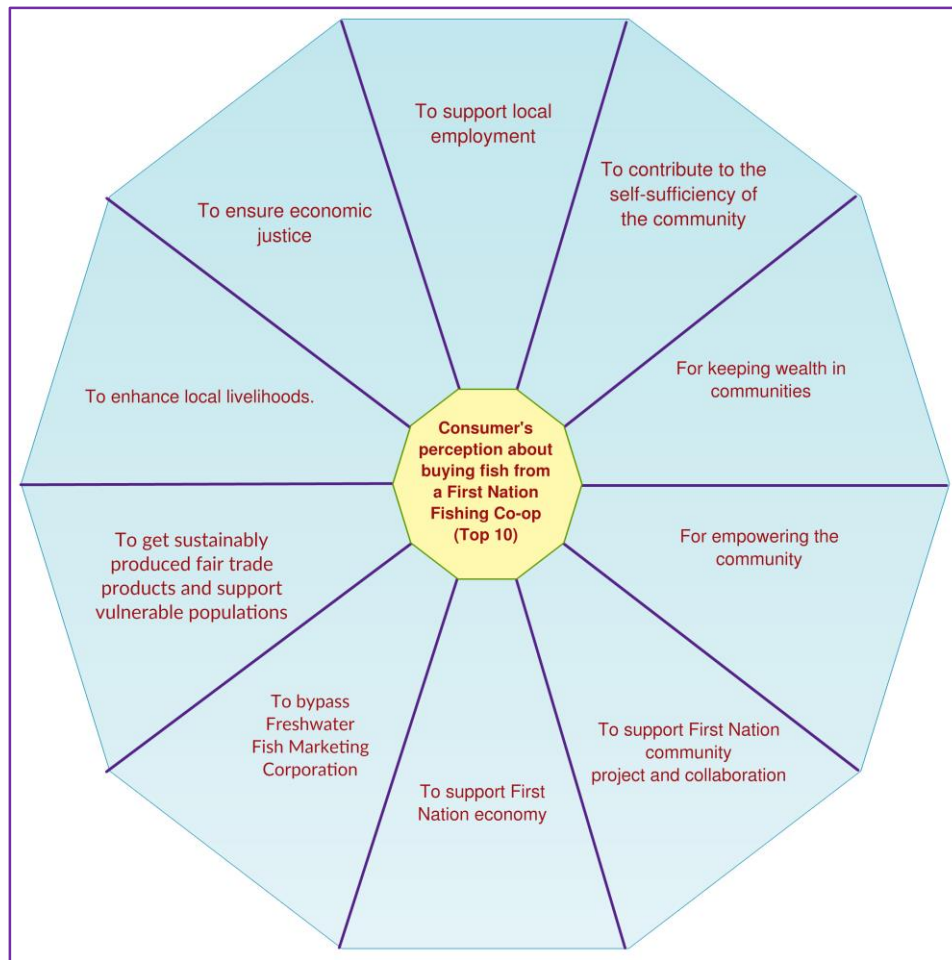 To support local
employment
To contribute to the
self-sufficiency of
the community
For keeping wealth in
communities
For empowering the
community
To support First Nation
community
project and collaboration
To support First
Nation economy
To bypass
Freshwater
Fish Marketing
Corporation
To get sustainably
produced fair trade
products and support
vulnerable populations
To enhance local livelihoods.
To ensure economic
justice
Consumer's
perception about
buying fish from
a First Nation
Fishing Co-op
(Top 10)